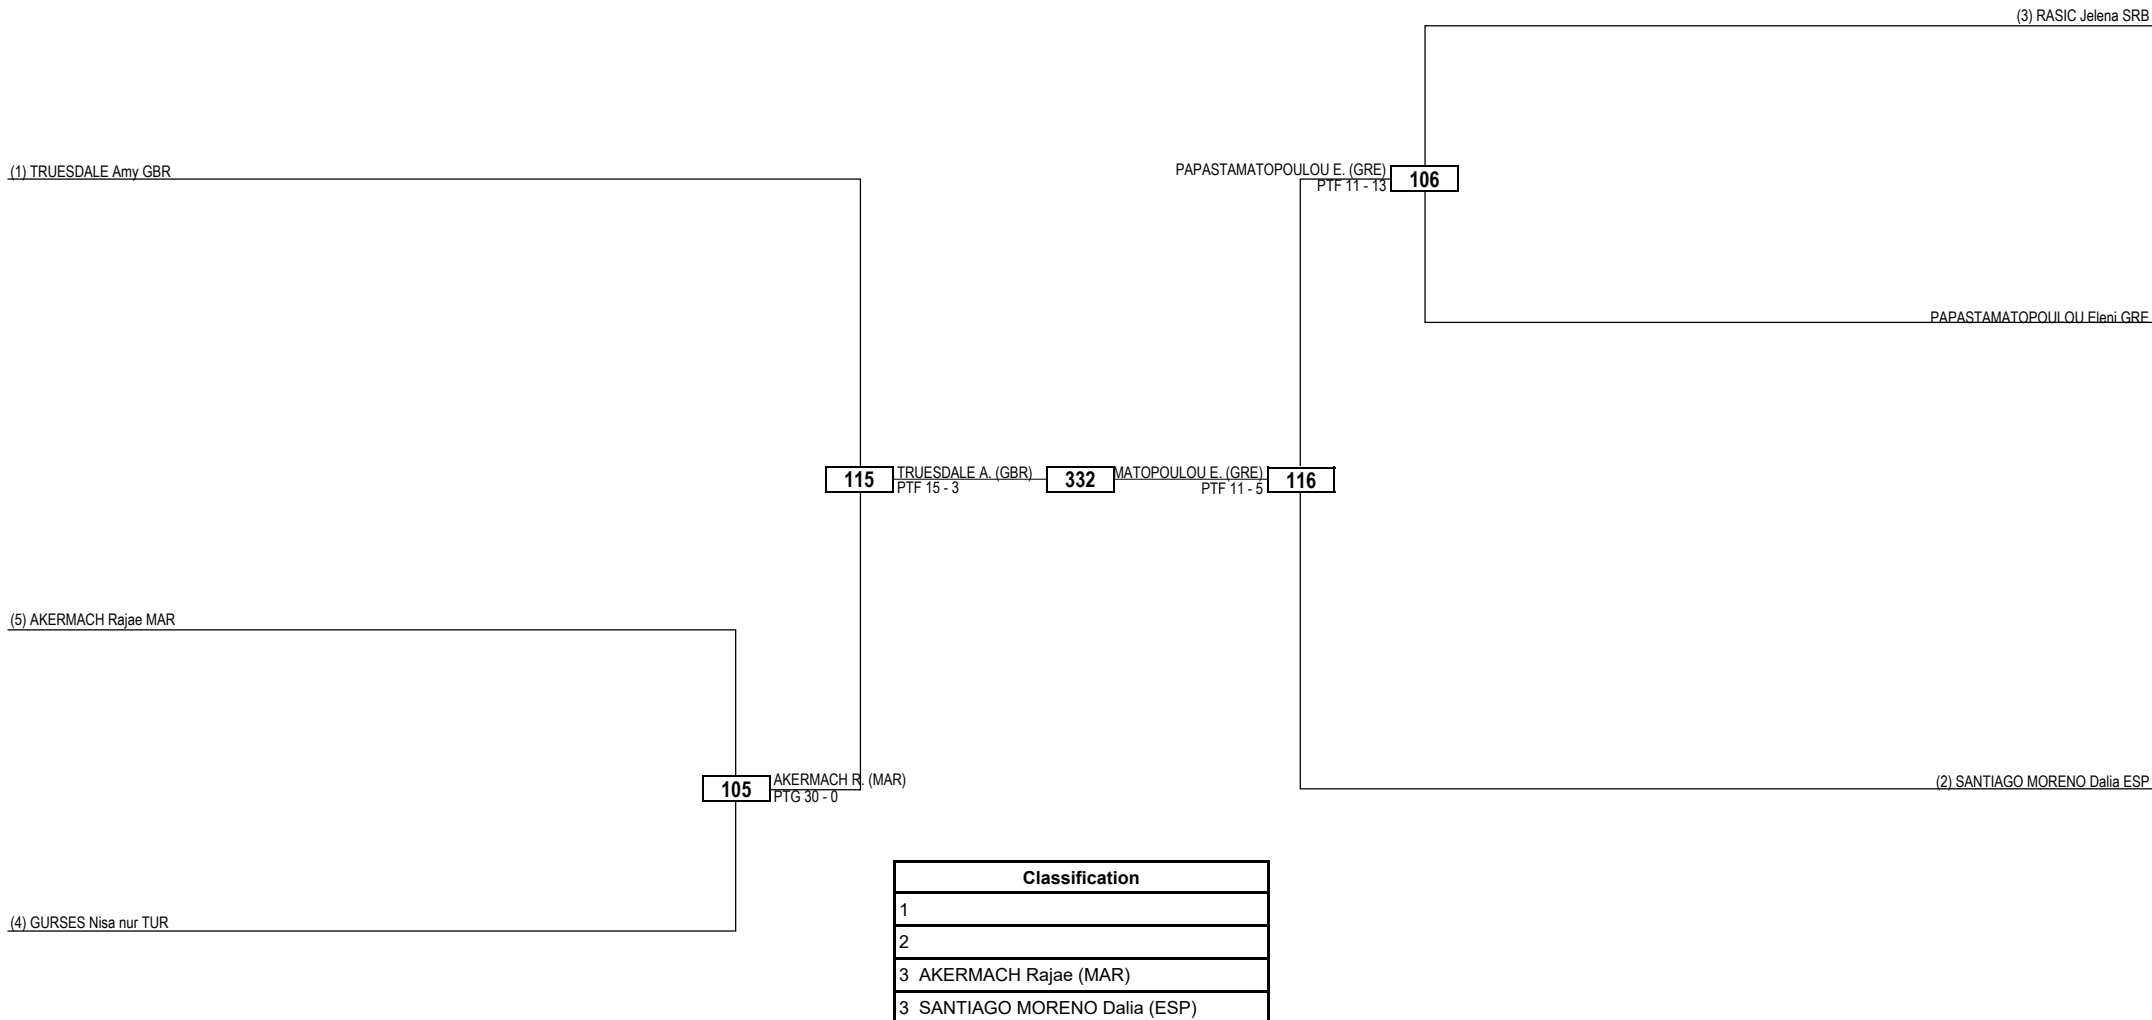 (3) RASIC Jelena SRB
(1) TRUESDALE Amy GBR
PAPASTAMATOPOULOU E. (GRE)
PTF 11 - 13
106
PAPASTAMATOPOULOU Eleni GRE
115
TRUESDALE A. (GBR)
PTF 15 - 3
332
MATOPOULOU E. (GRE)
PTF 11 - 5
116
(5) AKERMACH Rajae MAR
105
AKERMACH R. (MAR)
PTG 30 - 0
(2) SANTIAGO MORENO Dalia ESP
(4) GURSES Nisa nur TUR
Classification
1
2
3 AKERMACH Rajae (MAR)
3 SANTIAGO MORENO Dalia (ESP)